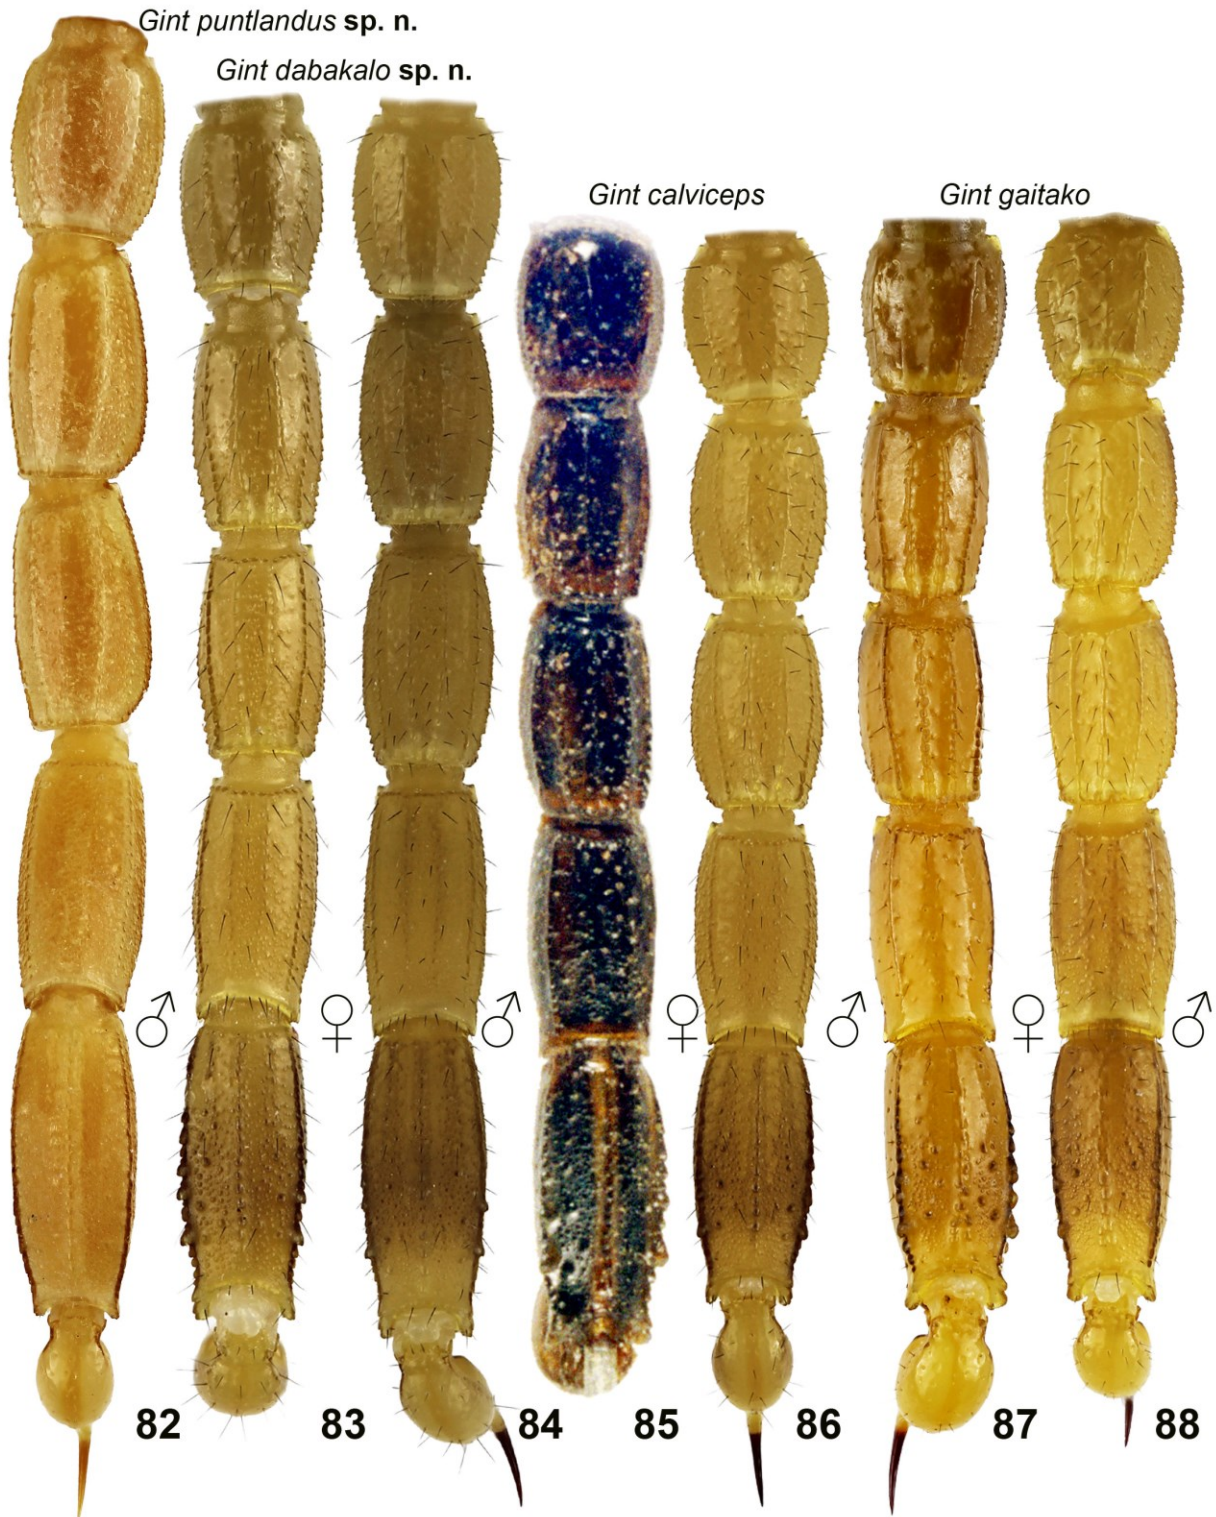 Gint puntlandus sp. n.
Gint dabakalo sp. n.
Gint calviceps
Gint gaitako
♂ ♀ ♂ ♀ ♂ ♀ ♂
82 83 84 85 86 87 88